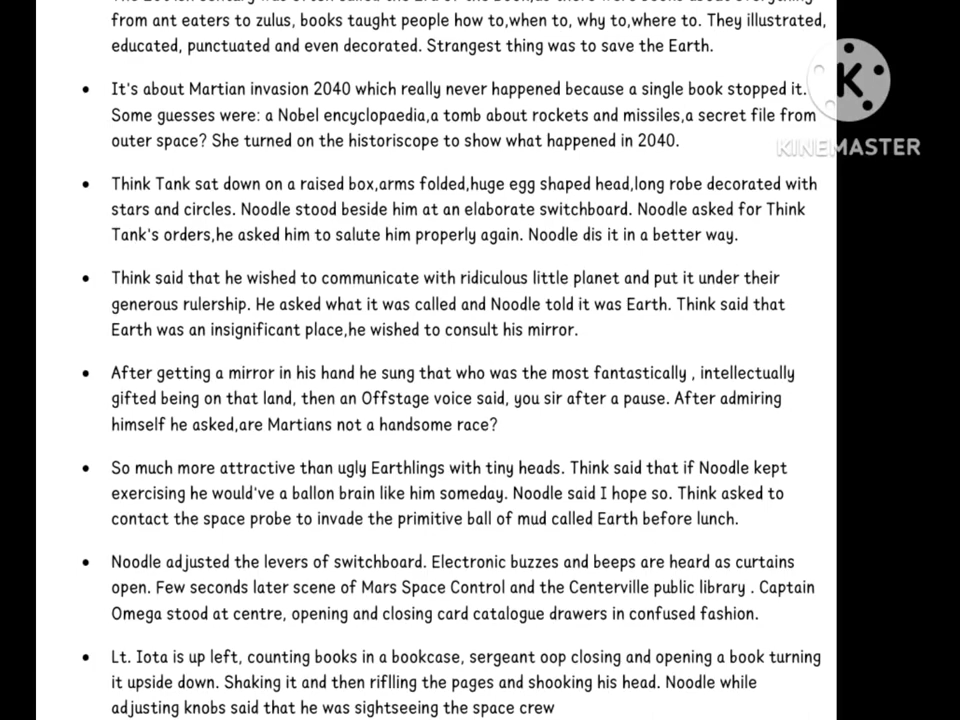 from ant eaters to zulus, books taught people how to,when to, why to,where to. They illustrated,
educated, punctuated and even decorated. Strangest thing was to save the Earth.
• It's about Martian invasion 2040 which really never happened because a single book stopped it.
Some guesses were: a Nobel encyclopaedia,a tomb about rockets and missiles,a secret file from
outer space? She turned on the historiscope to show what happened in 2040.
K
KINEMASTER
• Think Tank sat down on a raised box,arms folded,huge egg shaped head,long robe decorated with
stars and circles. Noodle stood beside him at an elaborate switchboard. Noodle asked for Think
Tank's orders,he asked him to salute him properly again. Noodle dis it in a better way.
• Think said that he wished to communicate with ridiculous little planet and put it under their
generous rulership. He asked what it was called and Noodle told it was Earth. Think said that
Earth was an insignificant place,he wished to consult his mirror.
• After getting a mirror in his hand he sung that who was the most fantastically , intellectually
gifted being on that land, then an Offstage voice said, you sir after a pause. After admiring
himself he asked,are Martians not a handsome race?
• So much more attractive than ugly Earthlings with tiny heads. Think said that if Noodle kept
exercising he would've a ballon brain like him someday. Noodle said I hope so. Think asked to
contact the space probe to invade the primitive ball of mud called Earth before lunch.
• Noodle adjusted the levers of switchboard. Electronic buzzes and beeps are heard as curtains
open. Few seconds later scene of Mars Space Control and the Centerville public library . Captain
Omega stood at centre, opening and closing card catalogue drawers in confused fashion.
• Lt. Iota is up left, counting books in a bookcase, sergeant oop closing and opening a book turning
it upside down. Shaking it and then riflling the pages and shooking his head. Noodle while
adjusting knobs said that he was sightseeing the space crew